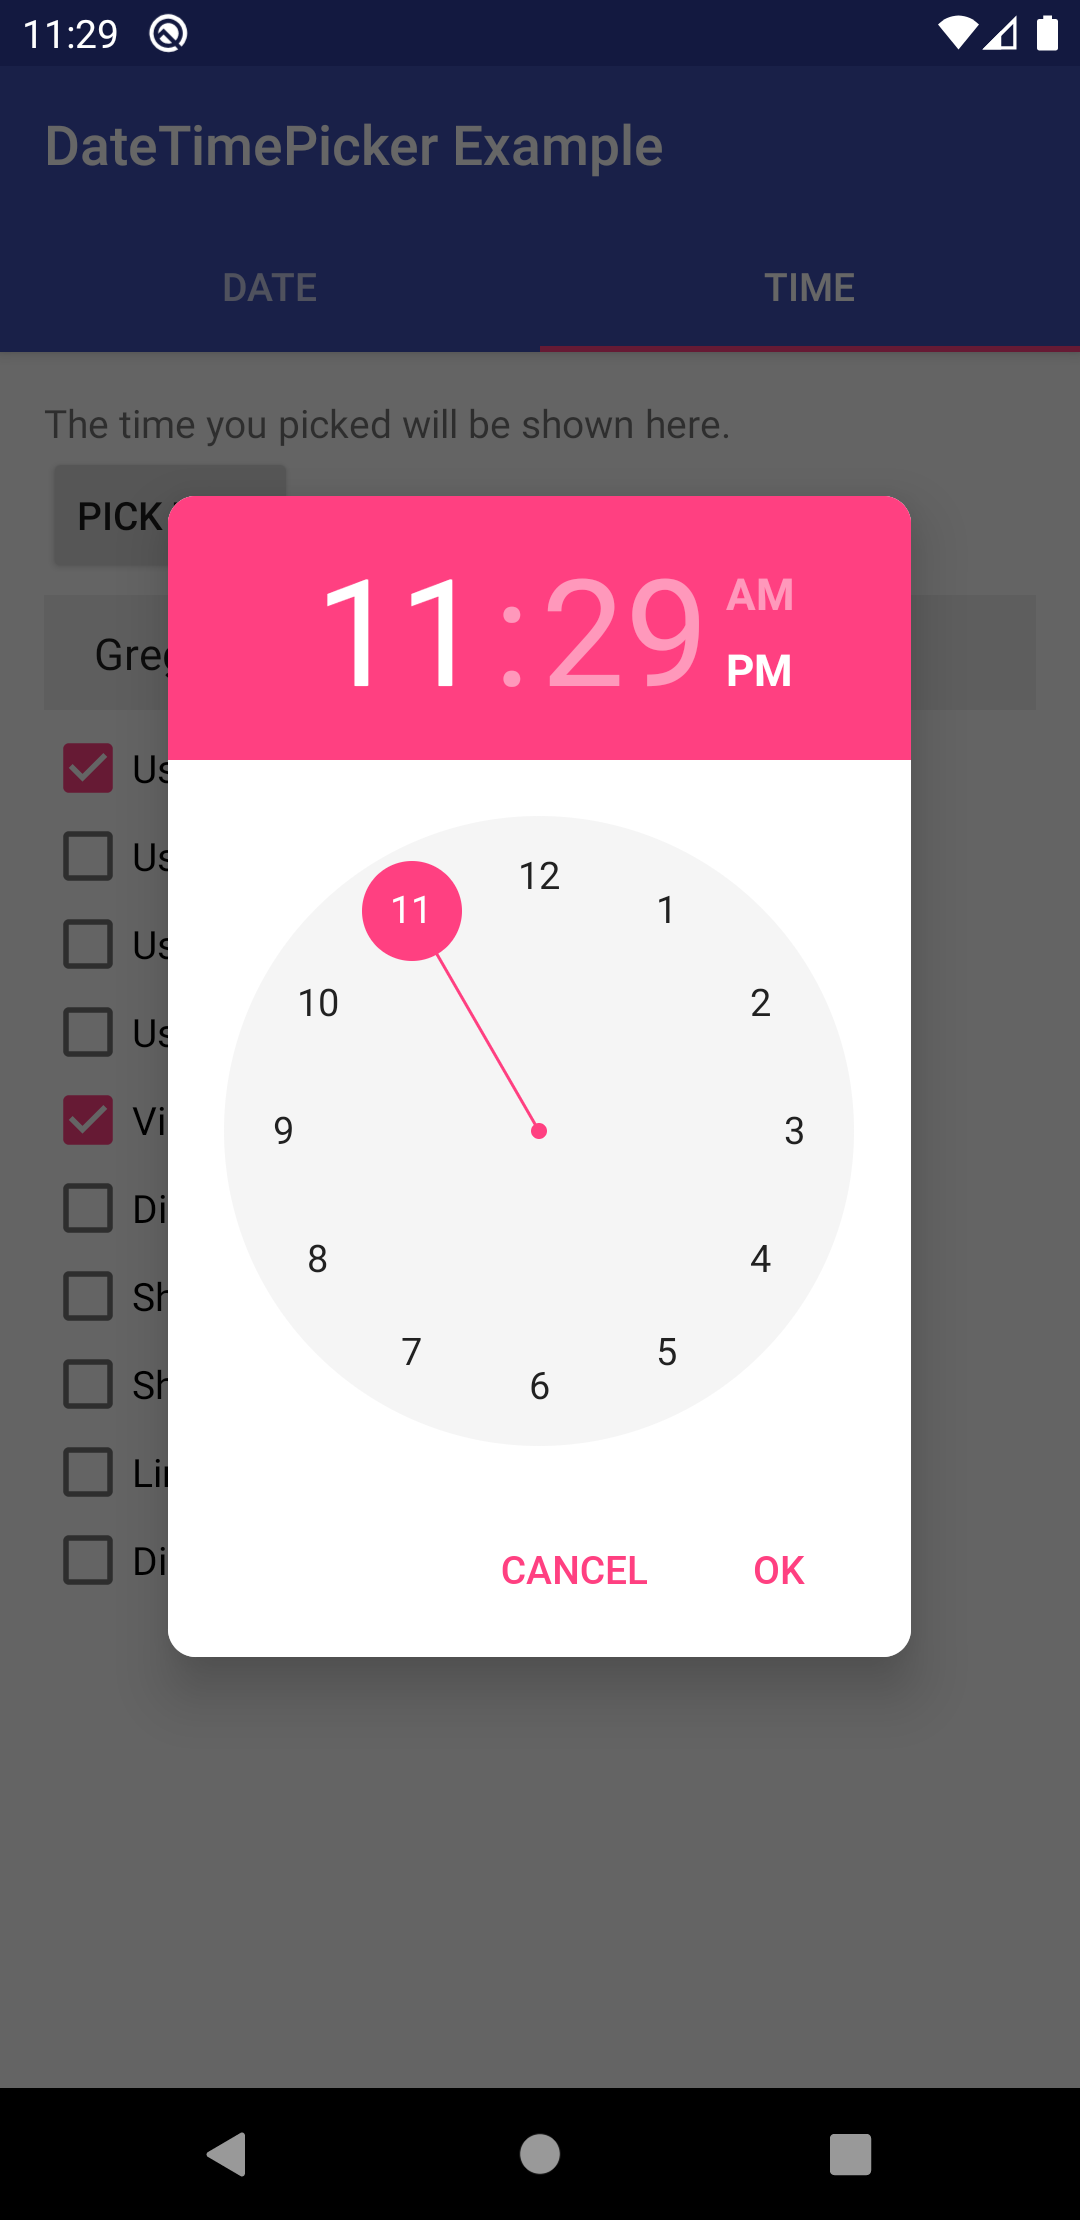 11:29
DateTimePicker Example
DATE TIME
The time you picked will be shown here.
PICK
11:29 AM
PM
Us
Us
Us
Us
Vi
Di
Sh
Sh
Di
12
11 1
10 2
9 3
8 4
7 5
6
CANCEL OK